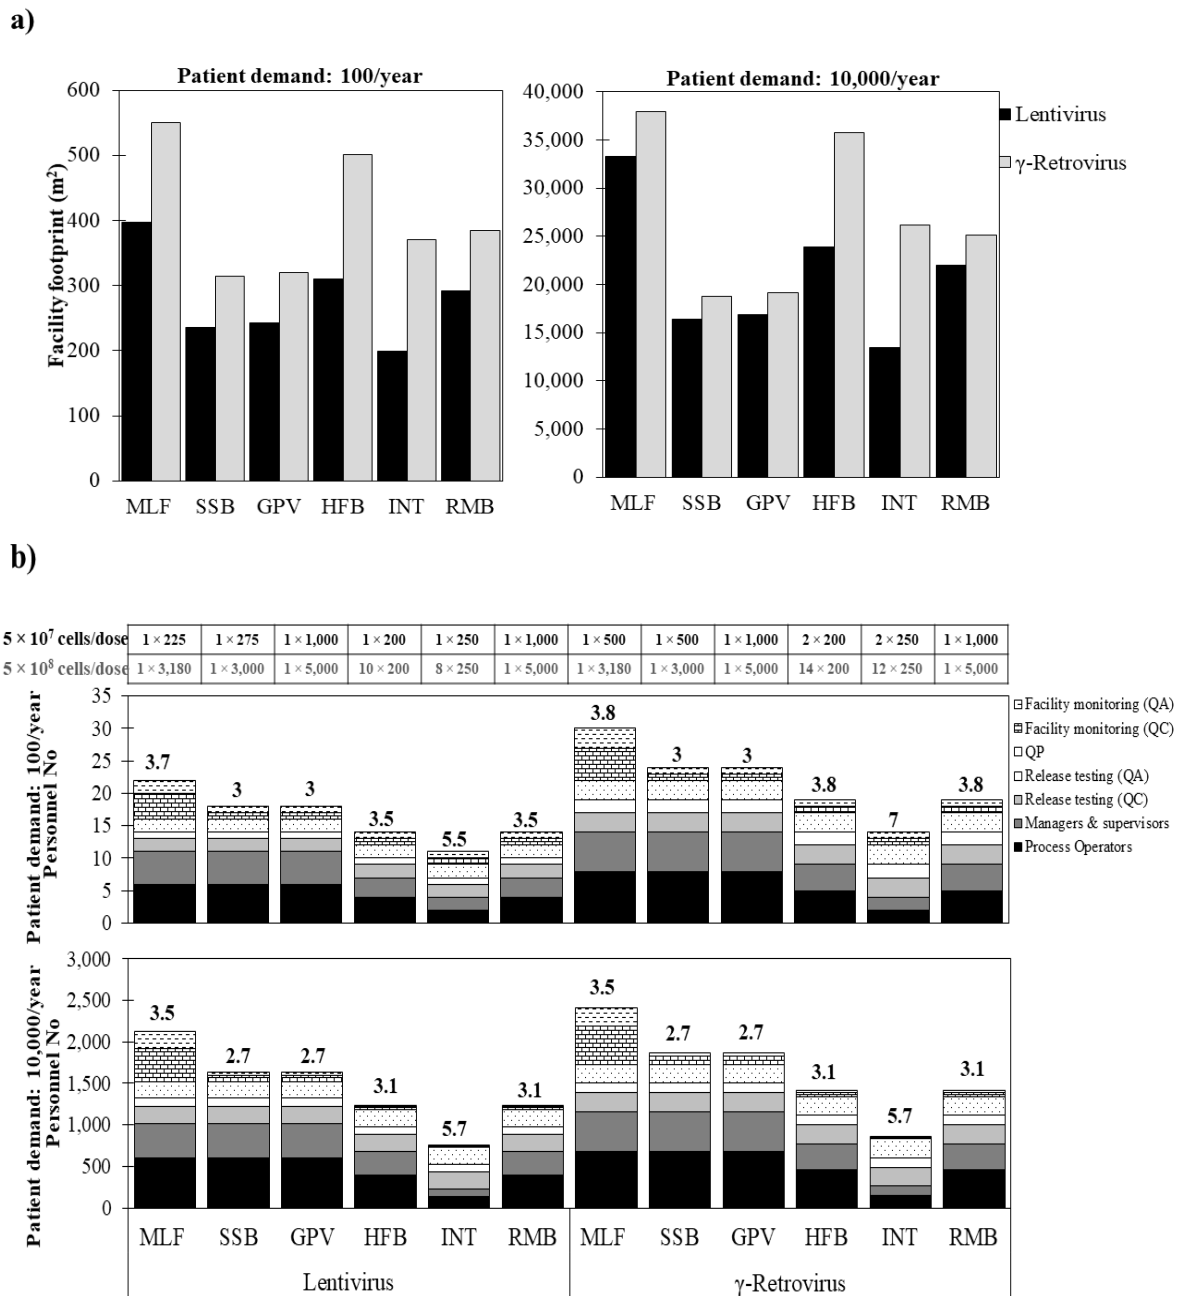 a)
Patient demand: 100/year
Patient demand: 10,000/year
Facility footprint (m²)
600
500
400
300
200
100
0
MLF SSB GPV HFB INT RMB
40,000
35,000
30,000
25,000
20,000
15,000
10,000
5,000
0
MLF SSB GPV HFB INT RMB
Lentivirus
γ-Retrovirus
b)
5 × 10⁷ cells/dose 1 × 225 1 × 275 1 × 1,000 1 × 200 1 × 250 1 × 1,000 1 × 500 1 × 500 1 × 1,000 2 × 200 2 × 250 1 × 1,000
5 × 10⁸ cells/dose 1 × 3,180 1 × 3,000 1 × 5,000 10 × 200 8 × 250 1 × 5,000 1 × 3,180 1 × 3,000 1 × 5,000 14 × 200 12 × 250 1 × 5,000
Patient demand: 100/year
Personnel No
35
30
25
20
15
10
5
0
3.7 3 3 3.5 5.5 3.5 3.8 3 3 3.8 7 3.8
Facility monitoring (QA)
Facility monitoring (QC)
QP
Release testing (QA)
Release testing (QC)
Managers & supervisors
Process Operators
Patient demand: 10,000/year
Personnel No
3,000
2,500
2,000
1,500
1,000
500
0
3.5 2.7 2.7 3.1 5.7 3.1 3.5 2.7 2.7 3.1 5.7 3.1
MLF SSB GPV HFB INT RMB MLF SSB GPV HFB INT RMB
Lentivirus γ-Retrovirus